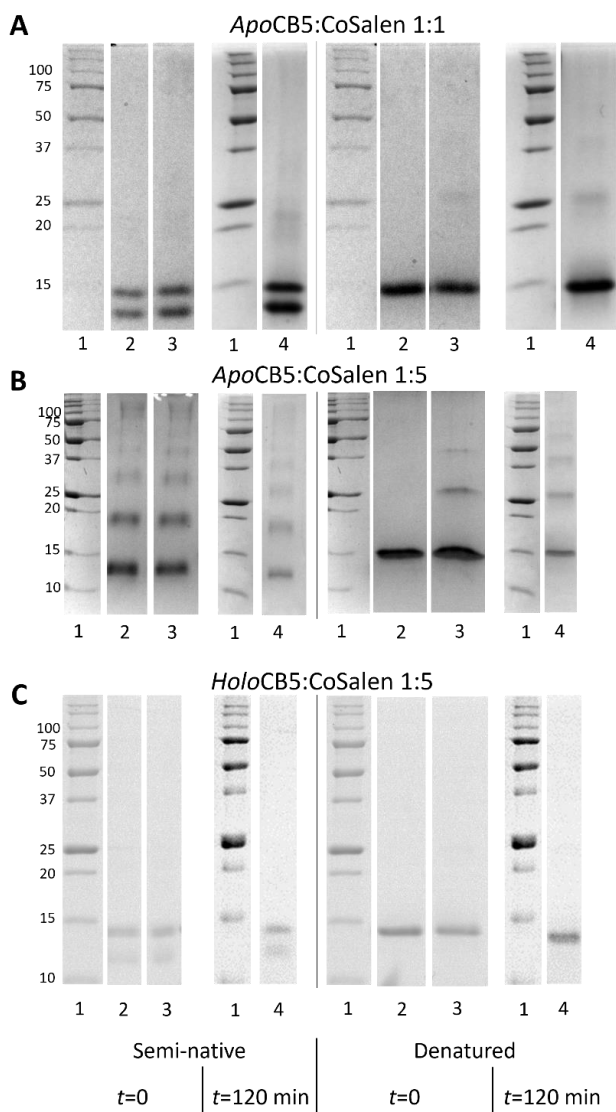 A
ApoCB5:CoSalen 1:1
100
75
50
37
25
20
15
1 2 3 1 4 1 2 3 1 4
B
ApoCB5:CoSalen 1:5
100
75
50
37
25
20
15
10
1 2 3 1 4 1 2 3 1 4
C
HoloCB5:CoSalen 1:5
100
75
50
37
25
20
15
10
1 2 3 1 4 1 2 3 1 4
Semi-native Denatured
t=0 t=120 min t=0 t=120 min